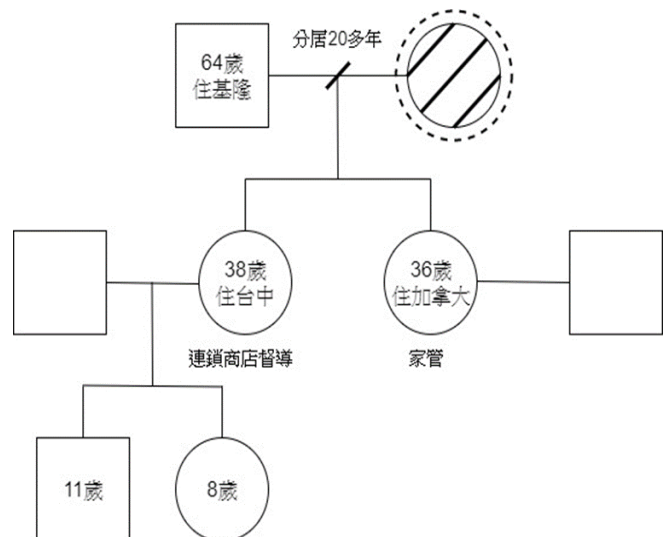 分居20多年
64歲
住基隆
38歲
住台中
36歲
住加拿大
連鎖商店督導
家管
11歲
8歲